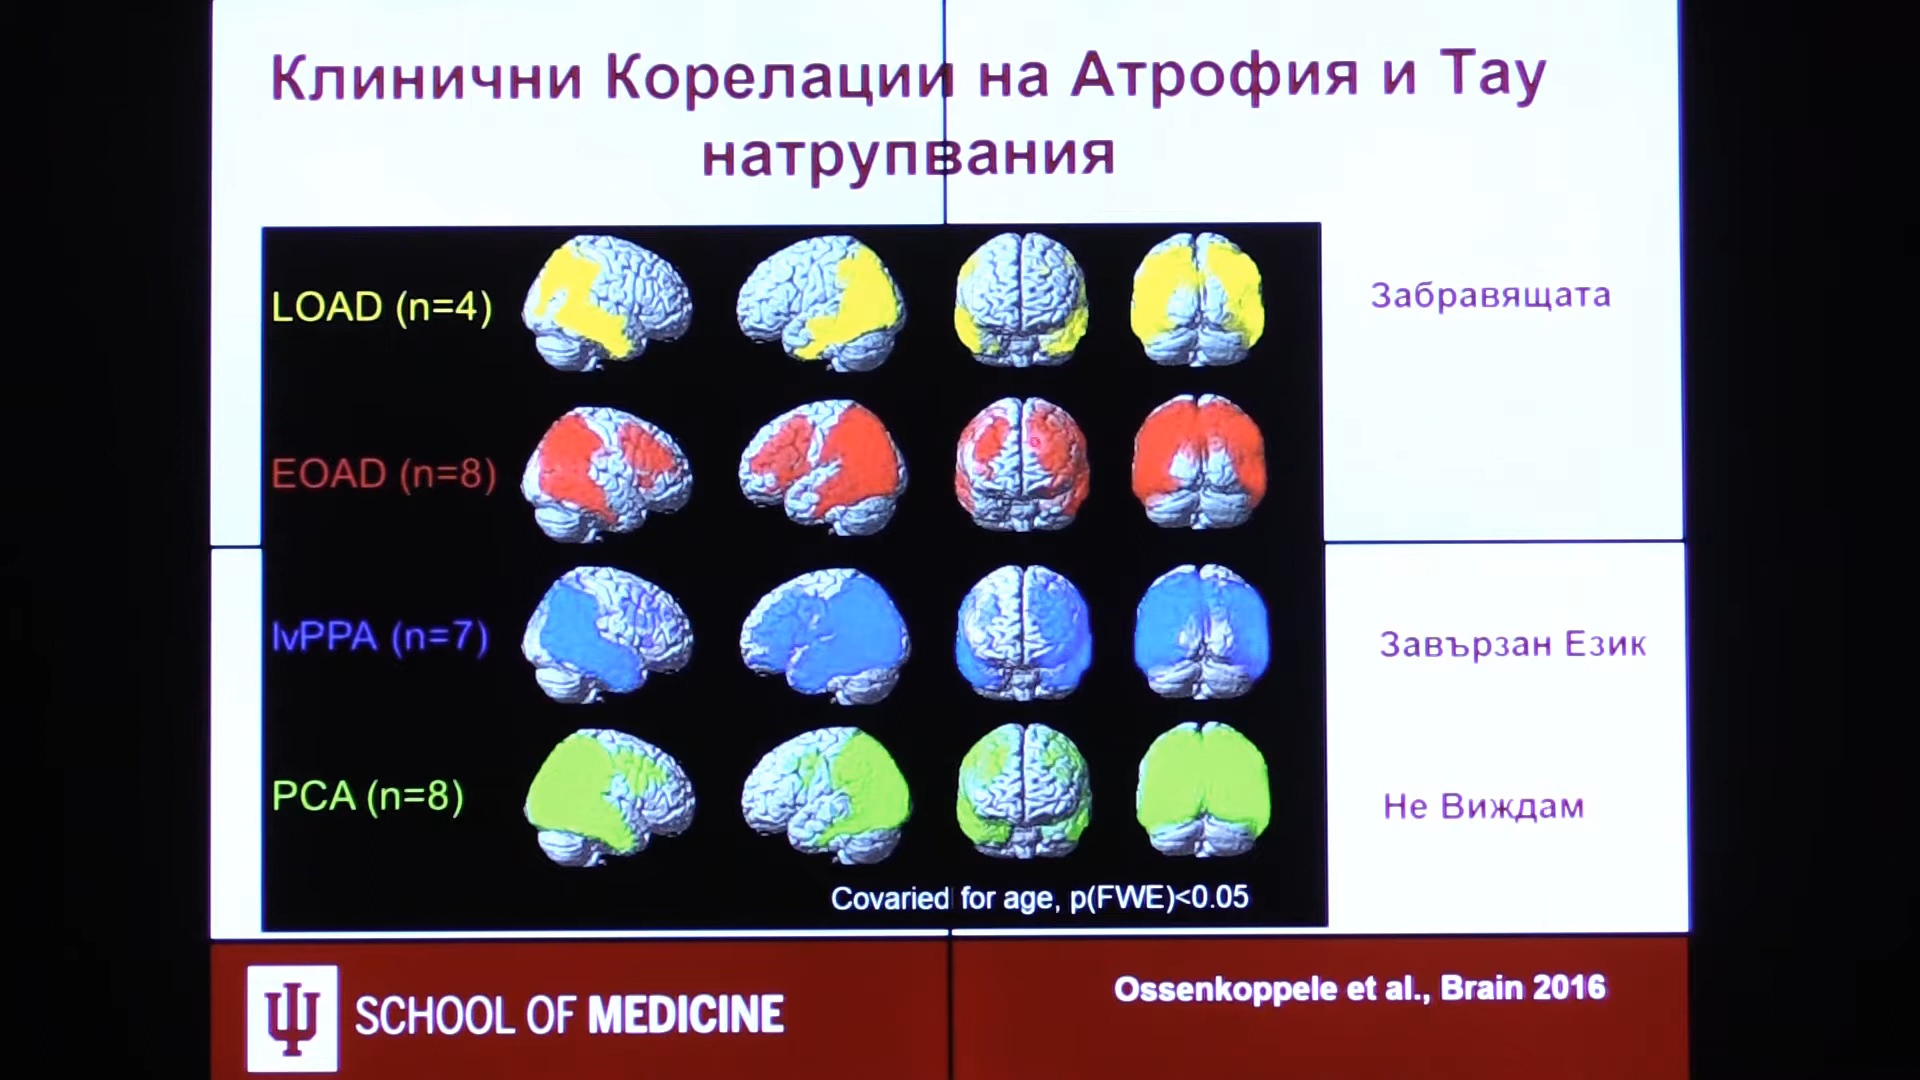 Клинични Корелации на Атрофия и Тау
натрупвания
LOAD (n=4)
Забравящата
EOAD (n=8)
lvPPA (n=7)
Завързан Език
PCA (n=8)
Не Виждам
Covaried for age, p(FWE)<0.05
SCHOOL OF MEDICINE
Ossenkoppele et al., Brain 2016